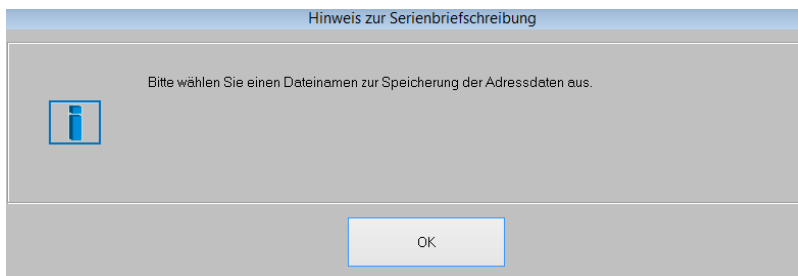 Hinweis zur Serienbriefschreibung
Bitte wählen Sie einen Dateinamen zur Speicherung der Adressdaten aus.
OK